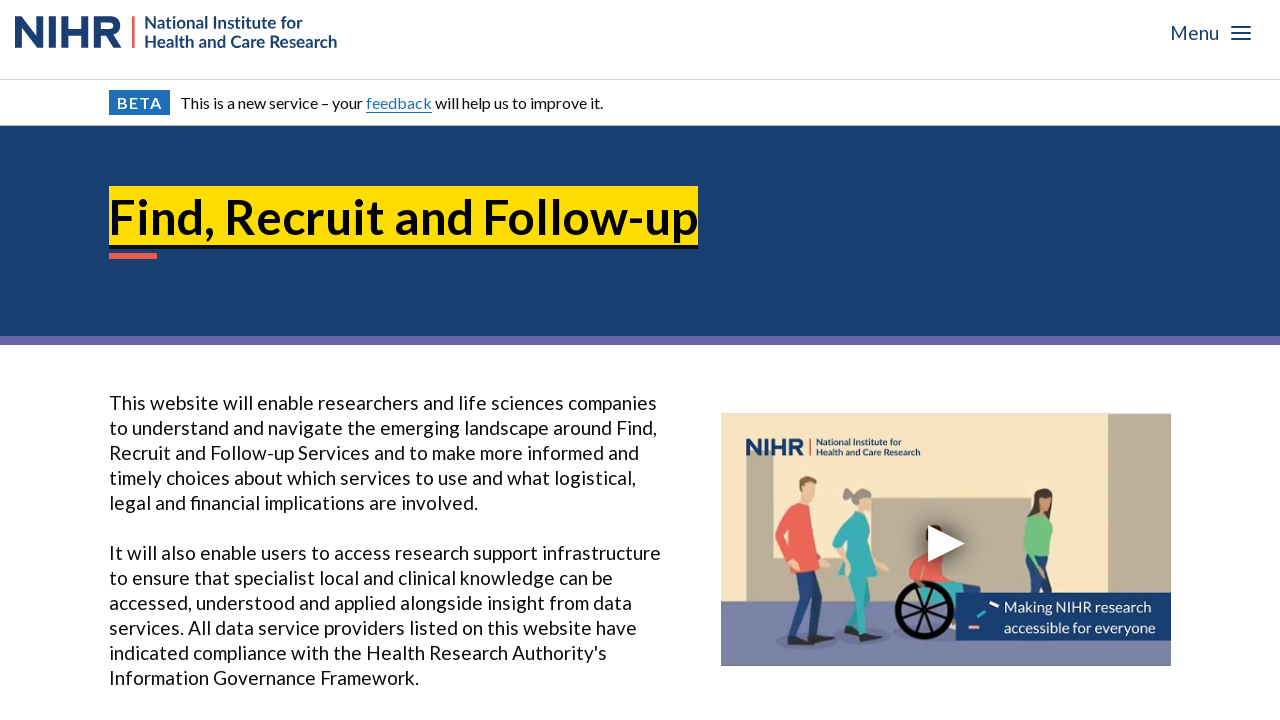 NIHR | National Institute for
Health and Care Research
Menu
BETA This is a new service – your feedback will help us to improve it.
Find, Recruit and Follow-up
This website will enable researchers and life sciences companies
to understand and navigate the emerging landscape around Find,
Recruit and Follow-up Services and to make more informed and
timely choices about which services to use and what logistical,
legal and financial implications are involved.
It will also enable users to access research support infrastructure
to ensure that specialist local and clinical knowledge can be
accessed, understood and applied alongside insight from data
services. All data service providers listed on this website have
indicated compliance with the Health Research Authority's
Information Governance Framework.
NIHR | National Institute for
Health and Care Research
Making NIHR research
accessible for everyone